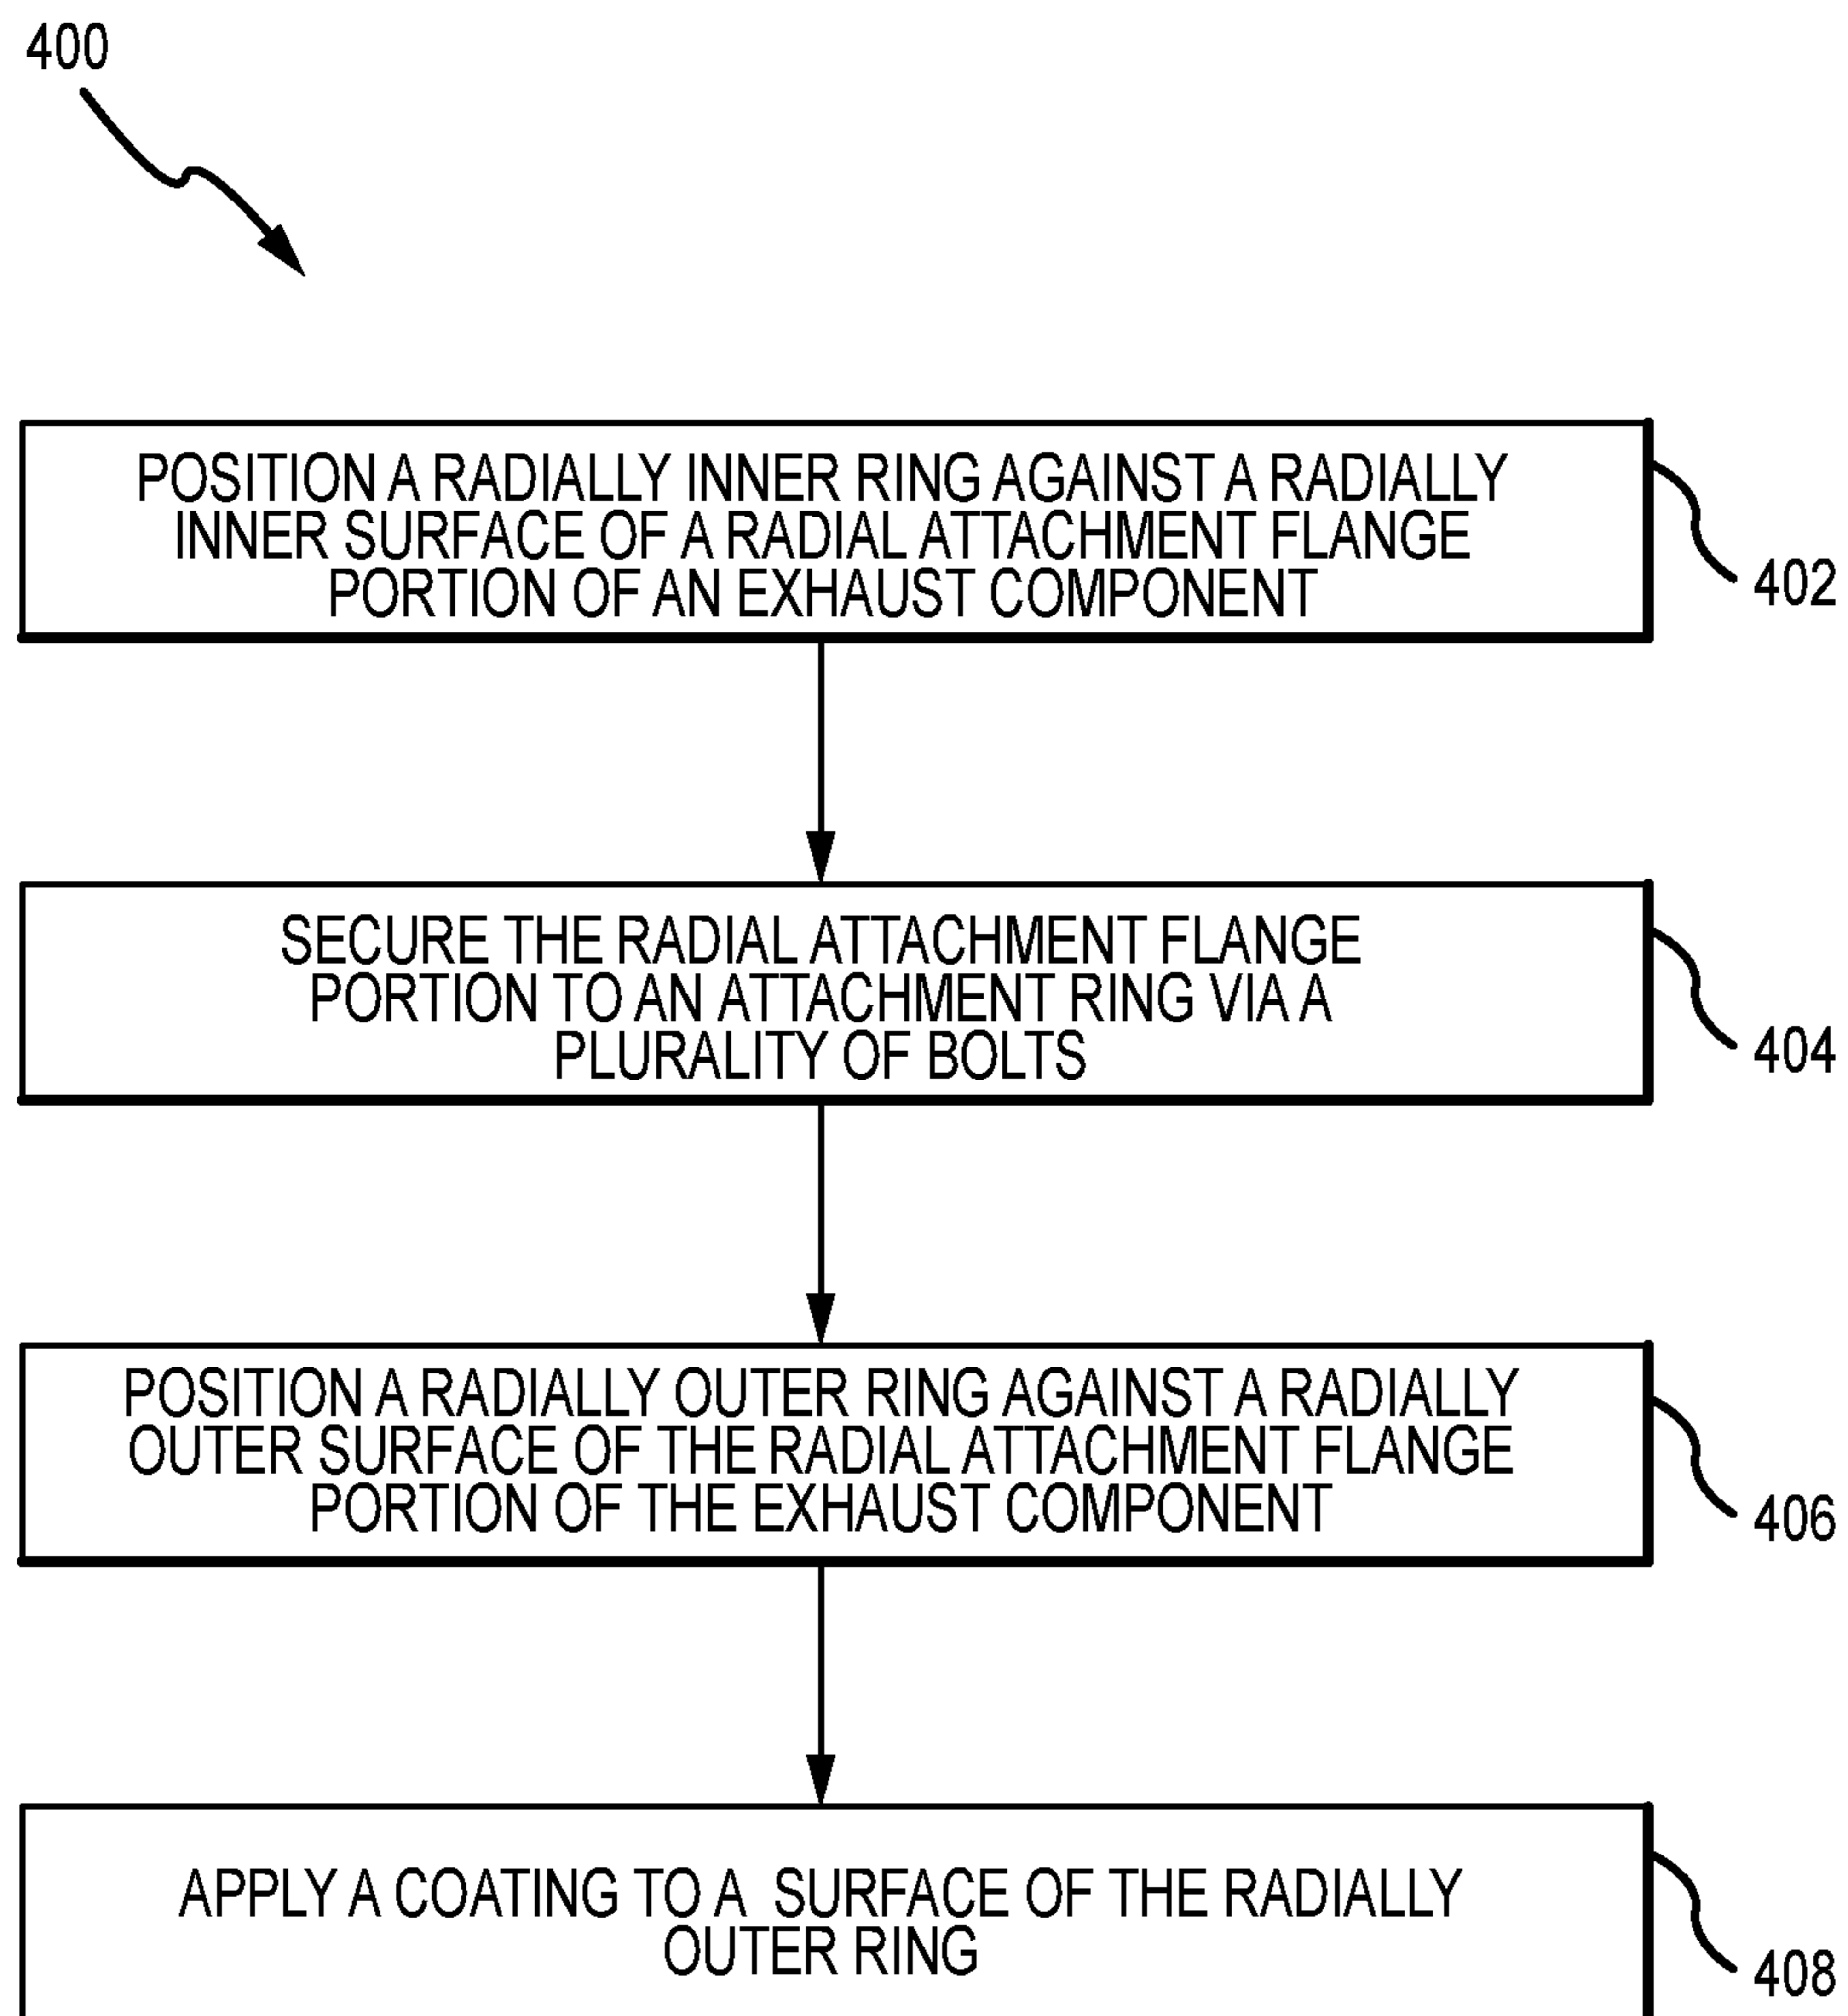 400
POSITION A RADIALLY INNER RING AGAINST A RADIALLY
INNER SURFACE OF A RADIAL ATTACHMENT FLANGE
PORTION OF AN EXHAUST COMPONENT
402
SECURE THE RADIAL ATTACHMENT FLANGE
PORTION TO AN ATTACHMENT RING VIA A
PLURALITY OF BOLTS
404
POSITION A RADIALLY OUTER RING AGAINST A RADIALLY
OUTER SURFACE OF THE RADIAL ATTACHMENT FLANGE
PORTION OF THE EXHAUST COMPONENT
406
APPLY A COATING TO A SURFACE OF THE RADIALLY
OUTER RING
408